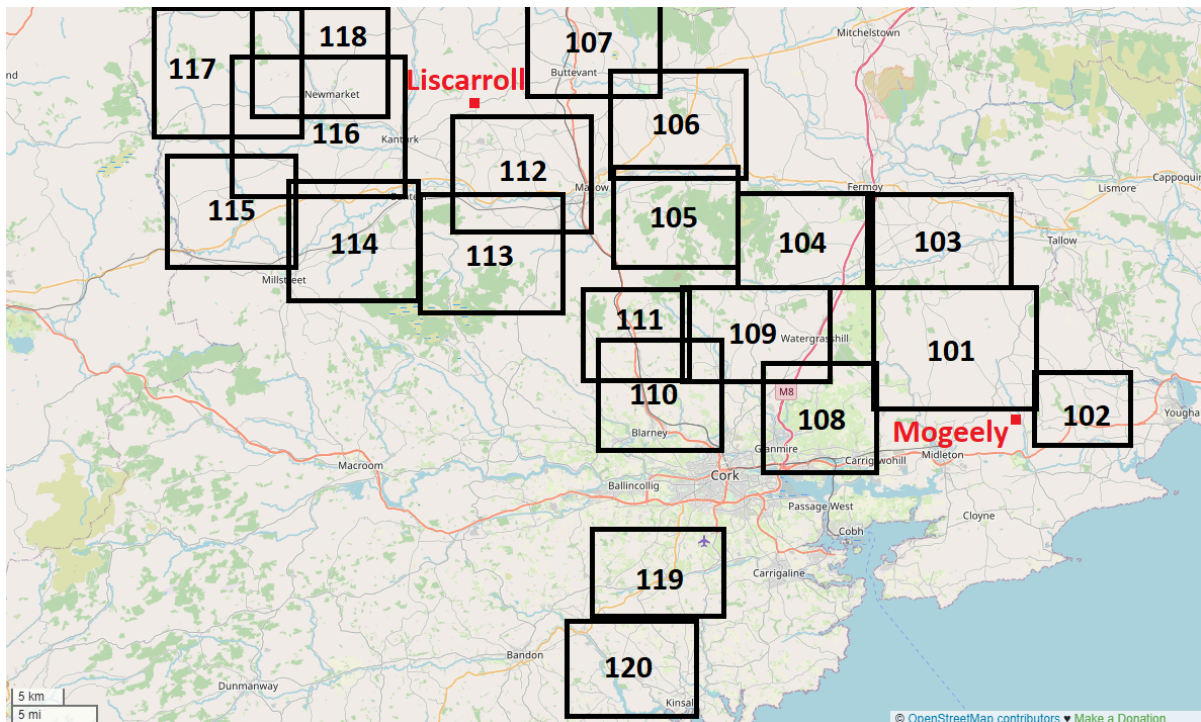 118
107
Mitchelstown
117
Buttevant
Liscarroll
Newmarket
106
116
Kanturk
112
Cappoquin
Fermoy
Lismore
Mallow
115
105
103
104
Tallow
114
113
Millstreet
111
109
Watergrasshill
101
M8
110
102
108
Blarney
Mogeely
Glanmire
Carrigtwohill
Midleton
Macroom
Cork
Ballincollig
Passage West
Cloyne
Cobh
119
Carrigaline
Bandon
120
Dunmanway
5 km
5 mi
© OpenStreetMap contributors ♥ Make a Donation